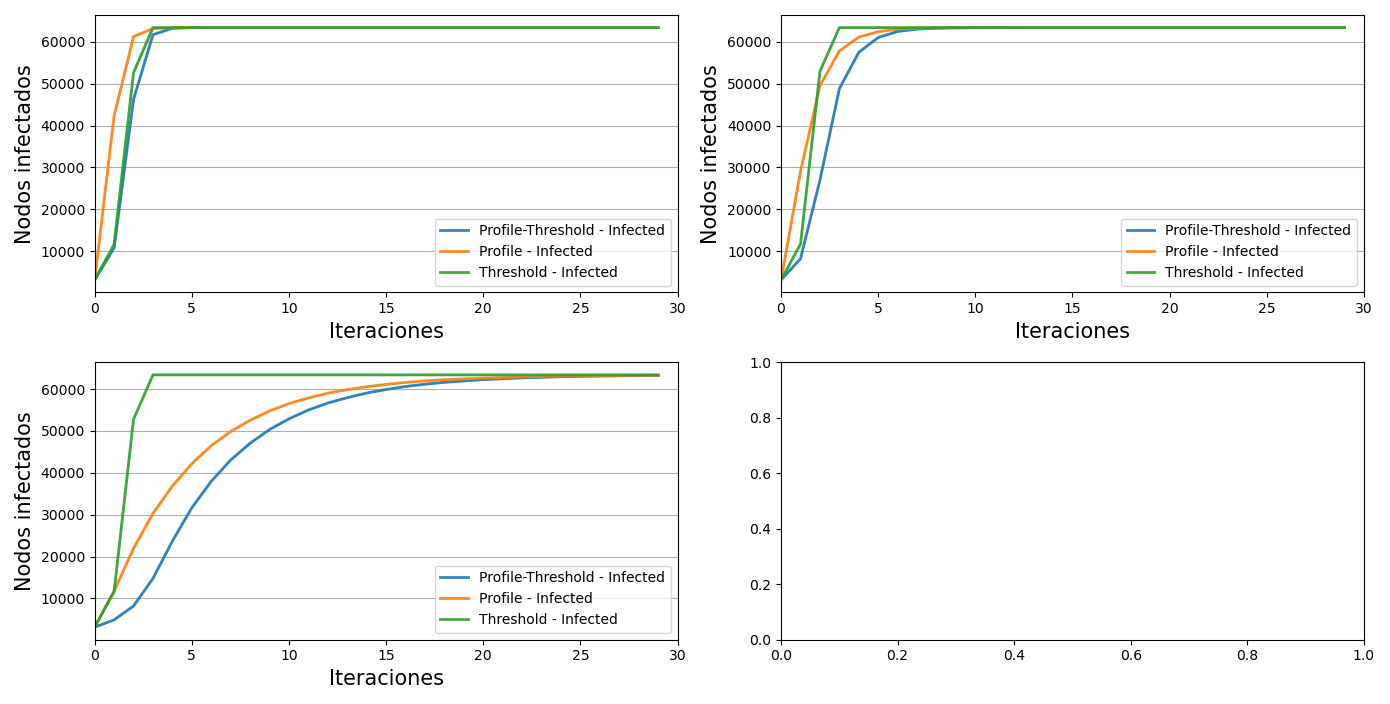 60000
50000
40000
30000
20000
10000
Nodos infectados
Profile-Threshold - Infected
Profile - Infected
Threshold - Infected
0 5 10 15 20 25 30
Iteraciones
60000
50000
40000
30000
20000
10000
Nodos infectados
Profile-Threshold - Infected
Profile - Infected
Threshold - Infected
0 5 10 15 20 25 30
Iteraciones
60000
50000
40000
30000
20000
10000
Nodos infectados
Profile-Threshold - Infected
Profile - Infected
Threshold - Infected
0 5 10 15 20 25 30
Iteraciones
1.0
0.8
0.6
0.4
0.2
0.0
0.0 0.2 0.4 0.6 0.8 1.0